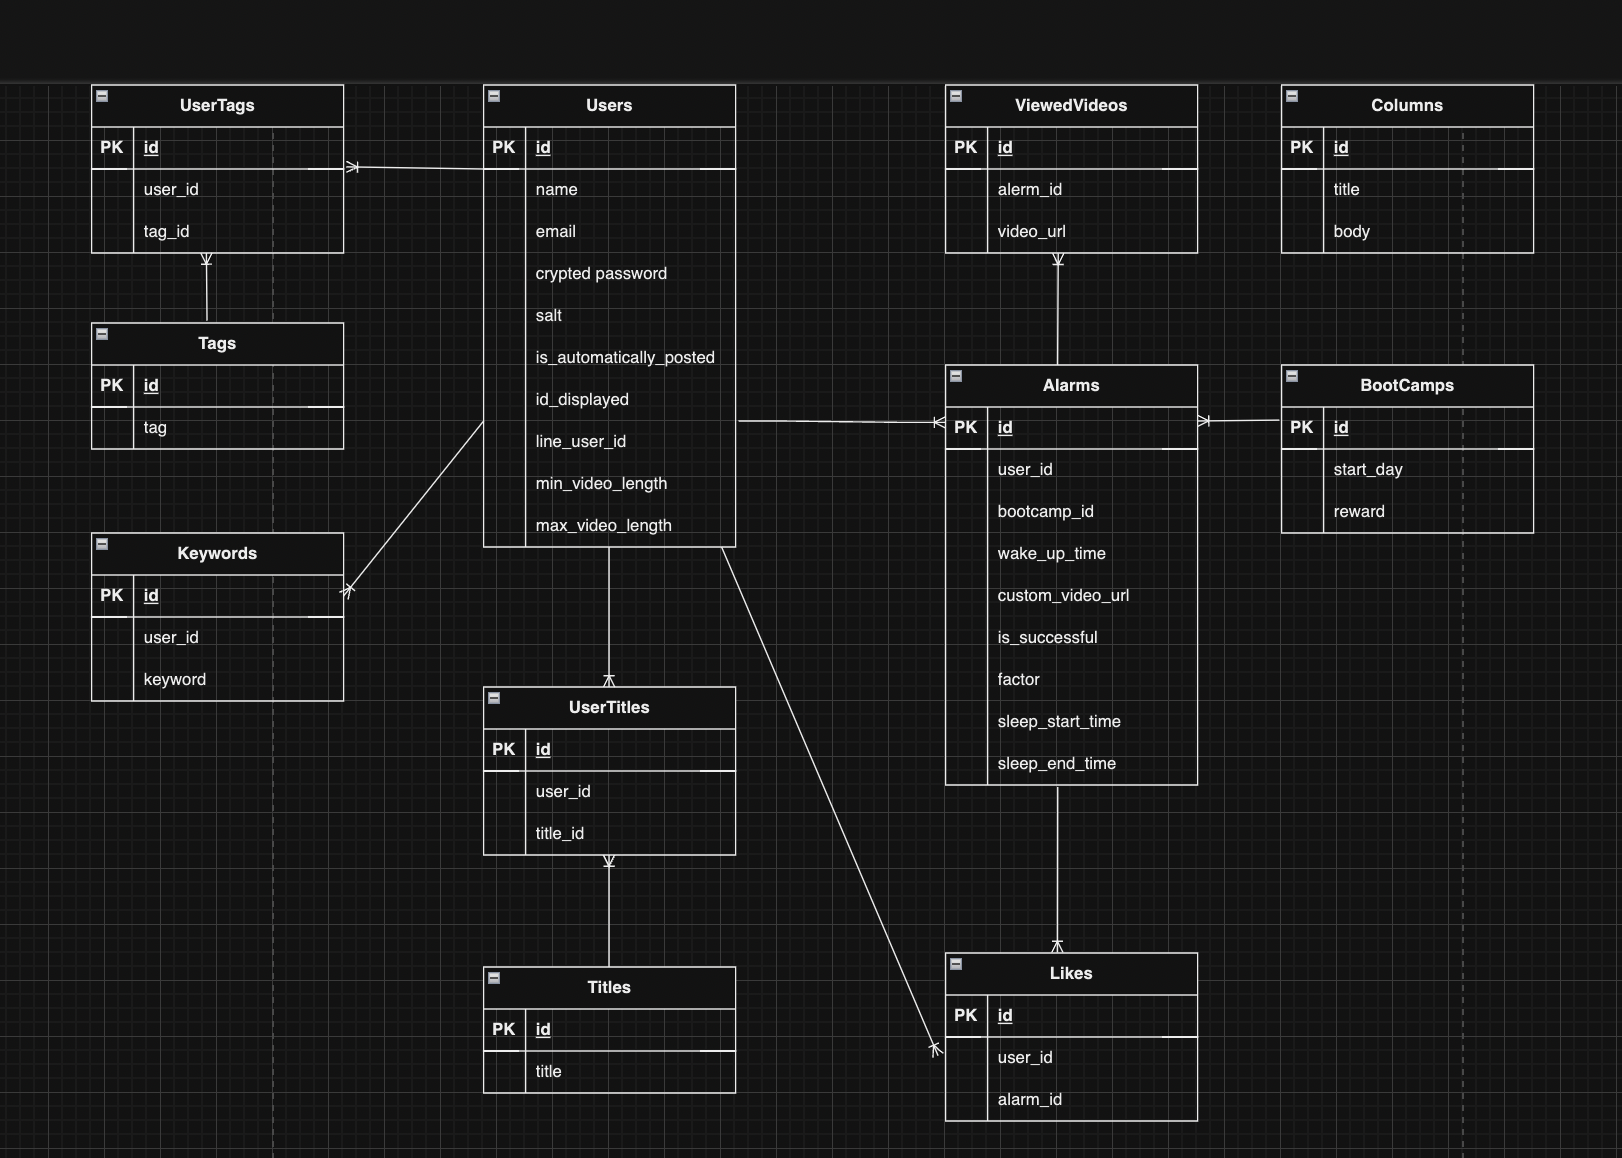 UserTags
PK id
user_id
tag_id
Tags
PK id
tag
Keywords
PK id
user_id
keyword
Users
PK id
name
email
crypted password
salt
is_automatically_posted
id_displayed
line_user_id
min_video_length
max_video_length
UserTitles
PK id
user_id
title_id
Titles
PK id
title
ViewedVideos
PK id
alerm_id
video_url
Alarms
PK id
user_id
bootcamp_id
wake_up_time
custom_video_url
is_successful
factor
sleep_start_time
sleep_end_time
Likes
PK id
user_id
alarm_id
Columns
PK id
title
body
BootCamps
PK id
start_day
reward